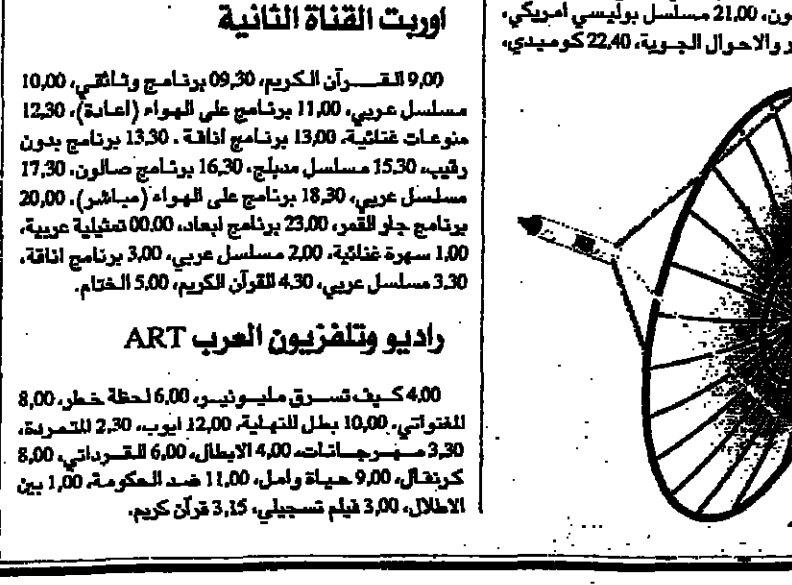 ون، 21,00 مسلسل بوليسي امريكي،
ر والاحوال الجوية، 22,40 كوميدي،
اوربت القناة الثانية
9,00 القرآن الكريم، 09,30 برنامج وثائقي، 10,00
مسلسل عربي، 11,00 برنامج على الهواء (اعادة)، 12,30
منوعات غنائية، 13,00 برنامج اناقة، 13,30 برنامج بدون
رقيب، 15,30 مسلسل مدبلج، 16,30 برنامج صالون، 17,30
مسلسل عربي، 18,30 برنامج على الهواء (مباشر)، 20,00
برنامج جلو القمر، 23,00 برنامج ابعاد، 00,00 تمثيلية عربية،
1,00 سهرة غنائية، 2,00 مسلسل عربي، 3,00 برنامج اناقة،
3,30 مسلسل عربي، 4,30 القرآن الكريم، 5,00 الختام.
راديو وتلفزيون العرب ART
4,00 كيف تسرق مليونير، 6,00 لحظة خطر، 8,00
الفتواتي، 10,00 بطل للنهاية، 12,00 ايوب، 2,30 المتمردة،
3,30 مهرجانات، 4,00 الابطال، 6,00 القرداتي، 8,00
كرنفال، 9,00 حياة وامل، 11,00 ضد الحكومة، 1,00 بين
الاطلال، 3,00 فيلم تسجيلي، 3,15 قرآن كريم.